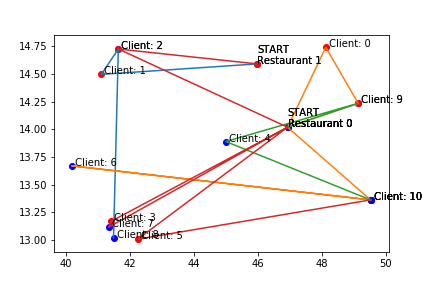 14.75
14.50
14.25
14.00
13.75
13.50
13.25
13.00
40
42
44
46
48
50
Client: 2
START
Restaurant 1
Client: 0
Client: 1
Client: 9
START
Restaurant 0
Client: 4
Client: 6
Client: 10
Client: 3
Client: 7
Client: 5